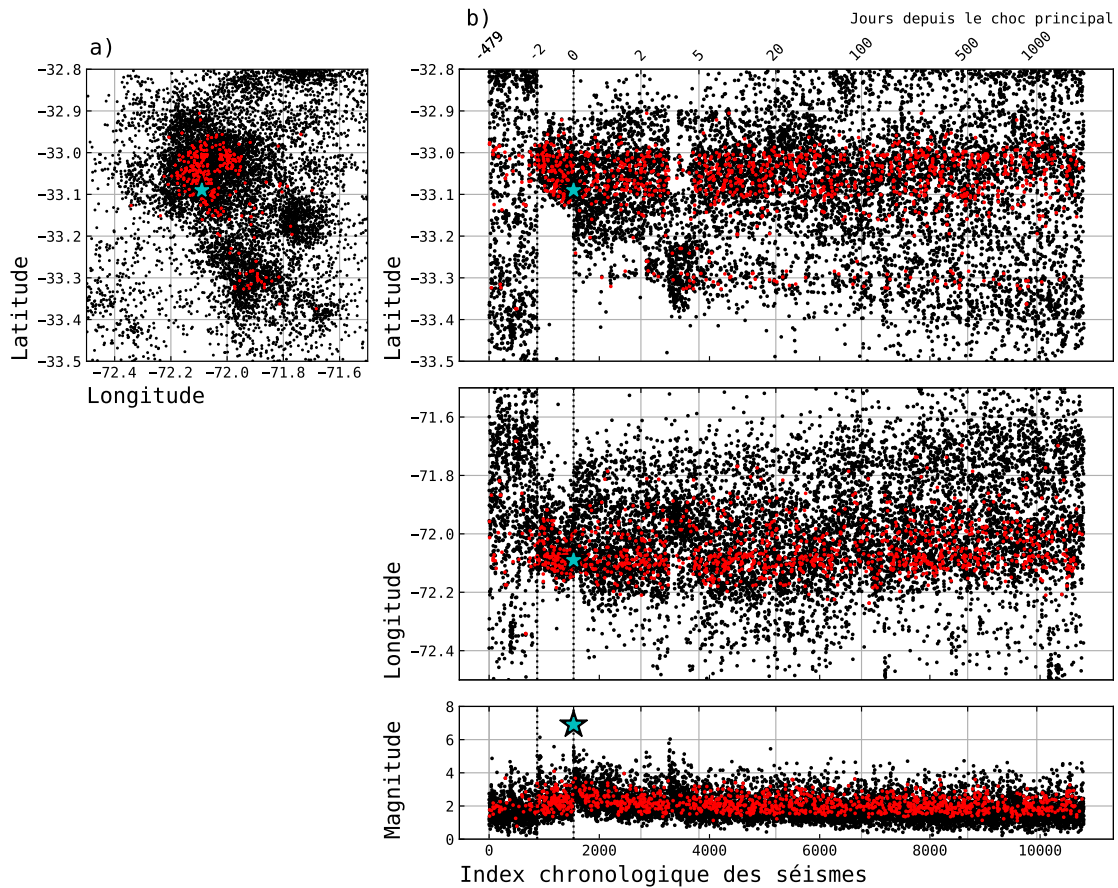 b)
Jours depuis le choc principal
a)
−479 −2 0 2 5 20 100 500 1000
−32.8
−32.9
−33.0
−33.1
−33.2
−33.3
−33.4
−33.5
Latitude
−72.4 −72.2 −72.0 −71.8 −71.6
Longitude
−32.8
−32.9
−33.0
−33.1
−33.2
−33.3
−33.4
−33.5
Latitude
−71.6
−71.8
−72.0
−72.2
−72.4
Longitude
8
6
4
2
0
Magnitude
0 2000 4000 6000 8000 10000
Index chronologique des séismes